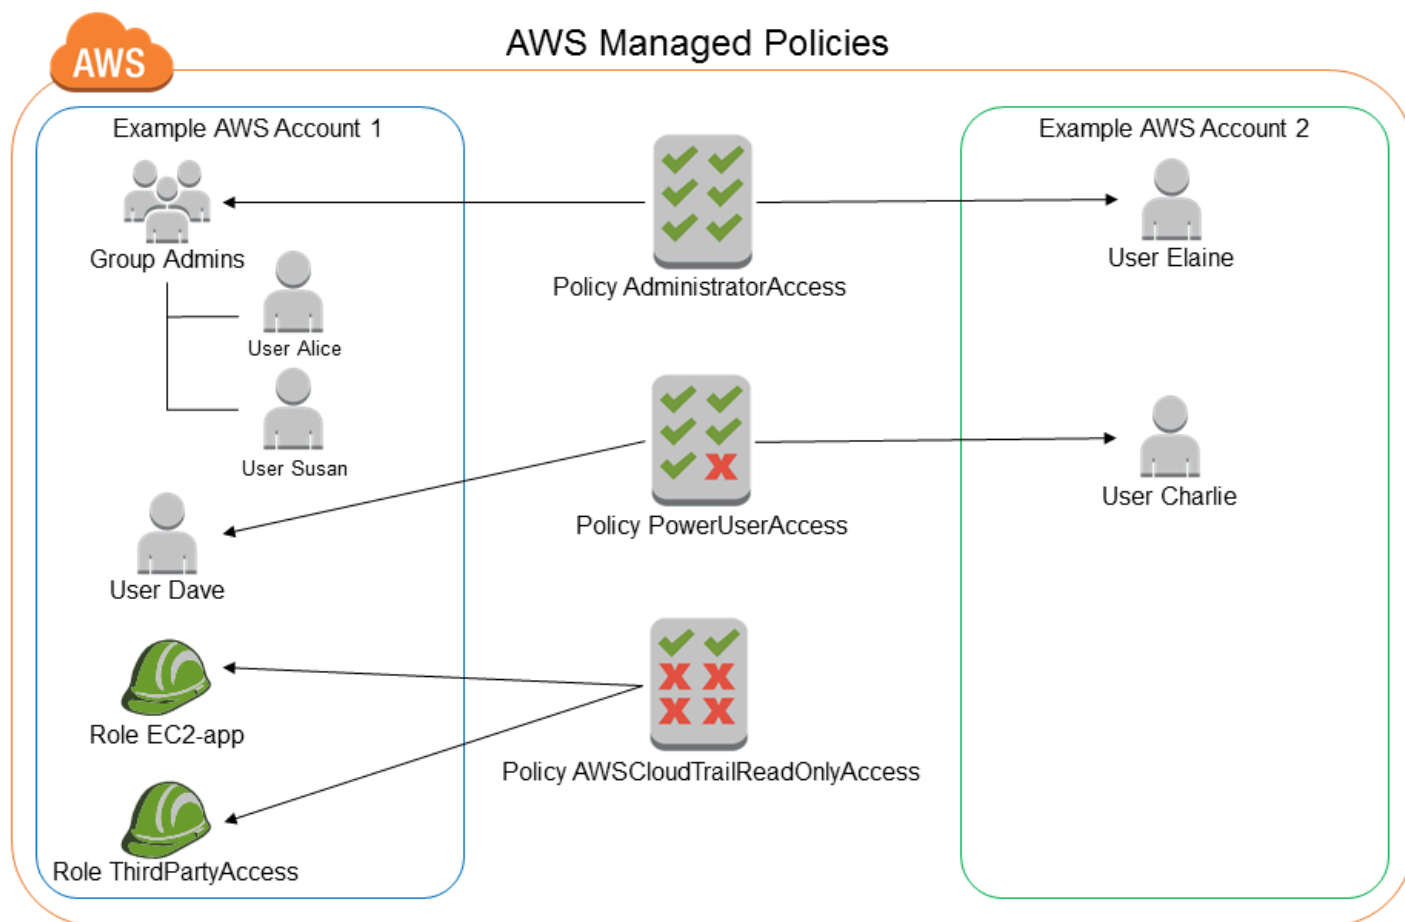 AWS Managed Policies
AWS
Example AWS Account 1
Group Admins
User Alice
User Susan
User Dave
Role EC2-app
Role ThirdPartyAccess
Policy AdministratorAccess
Policy PowerUserAccess
Policy AWSCloudTrailReadOnlyAccess
Example AWS Account 2
User Elaine
User Charlie